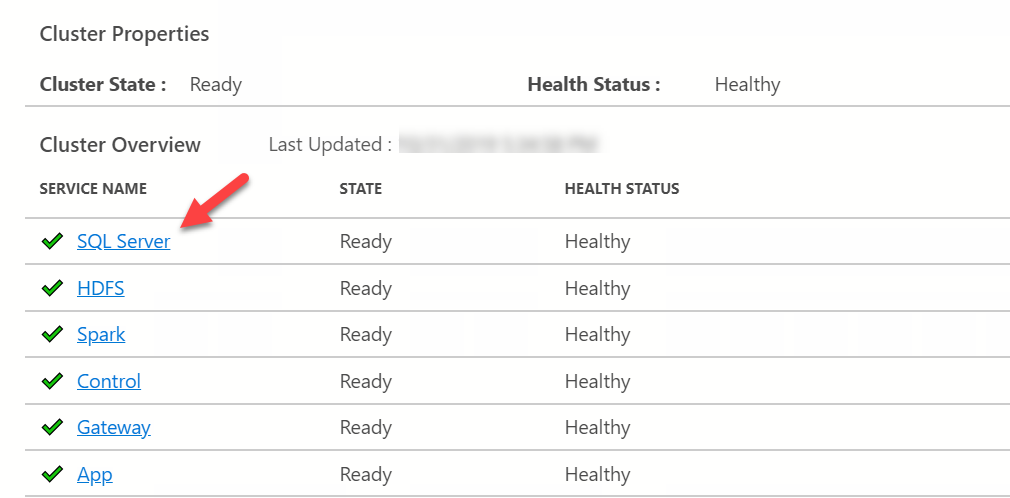 Cluster Properties
Cluster State : Ready Health Status : Healthy
Cluster Overview Last Updated :
SERVICE NAME STATE HEALTH STATUS
SQL Server Ready Healthy
HDFS Ready Healthy
Spark Ready Healthy
Control Ready Healthy
Gateway Ready Healthy
App Ready Healthy